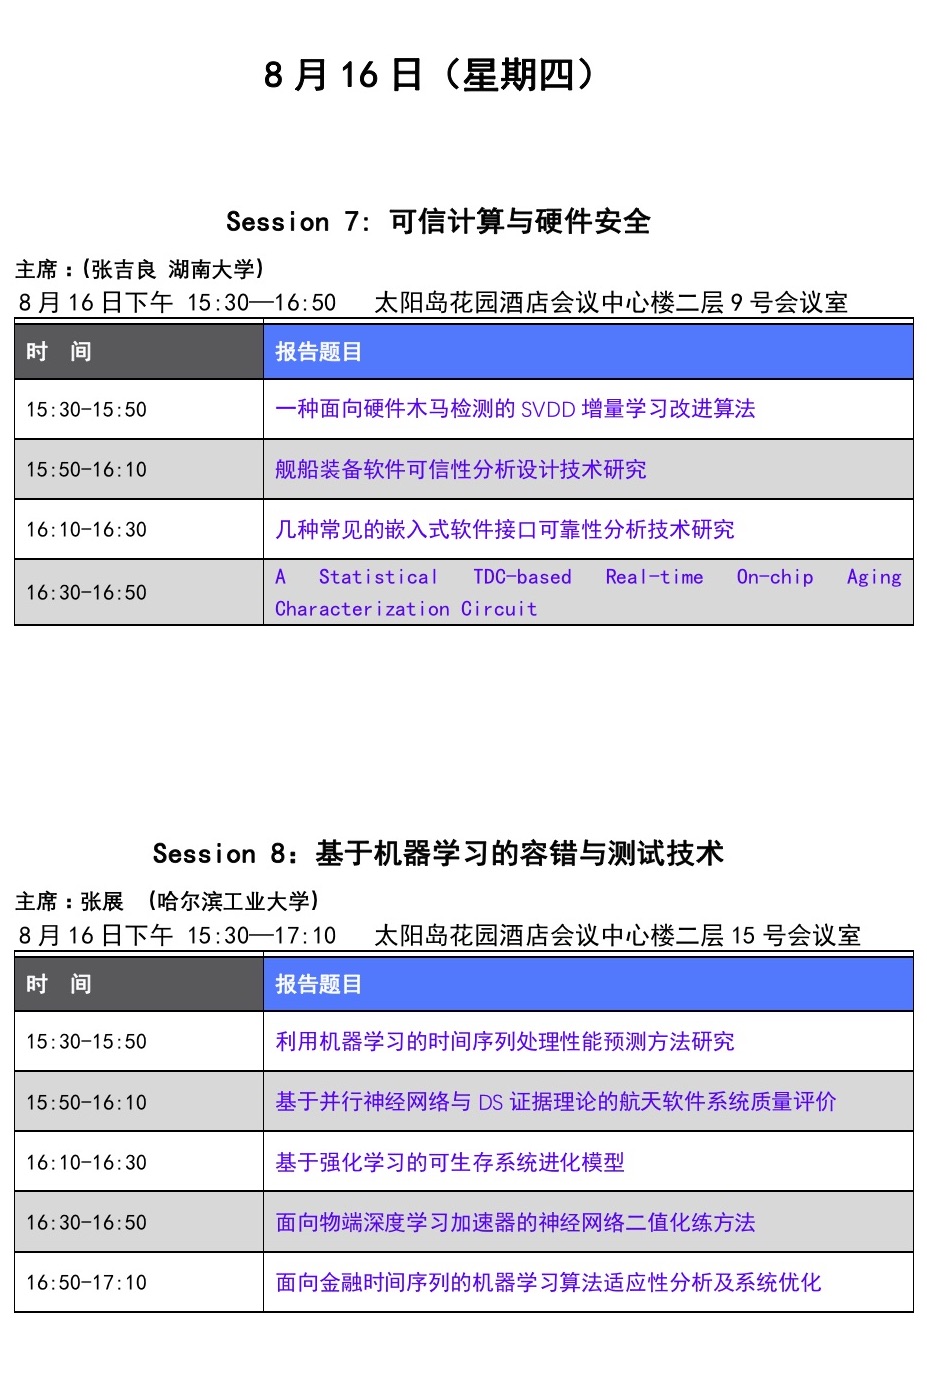 8 月 16 日（星期四）
Session 7: 可信计算与硬件安全
主席：(张吉良 湖南大学)
8 月 16 日下午 15:30—16:50 太阳岛花园酒店会议中心楼二层 9 号会议室
时 间 报告题目
15:30-15:50 一种面向硬件木马检测的 SVDD 增量学习改进算法
15:50-16:10 舰船装备软件可信性分析设计技术研究
16:10-16:30 几种常见的嵌入式软件接口可靠性分析技术研究
16:30-16:50 A Statistical TDC-based Real-time On-chip Aging
Characterization Circuit
Session 8: 基于机器学习的容错与测试技术
主席：张展 (哈尔滨工业大学)
8 月 16 日下午 15:30—17:10 太阳岛花园酒店会议中心楼二层 15 号会议室
时 间 报告题目
15:30-15:50 利用机器学习的时间序列处理性能预测方法研究
15:50-16:10 基于并行神经网络与 DS 证据理论的航天软件系统质量评价
16:10-16:30 基于强化学习的可生存系统进化模型
16:30-16:50 面向物端深度学习加速器的神经网络二值化练方法
16:50-17:10 面向金融时间序列的机器学习算法适应性分析及系统优化